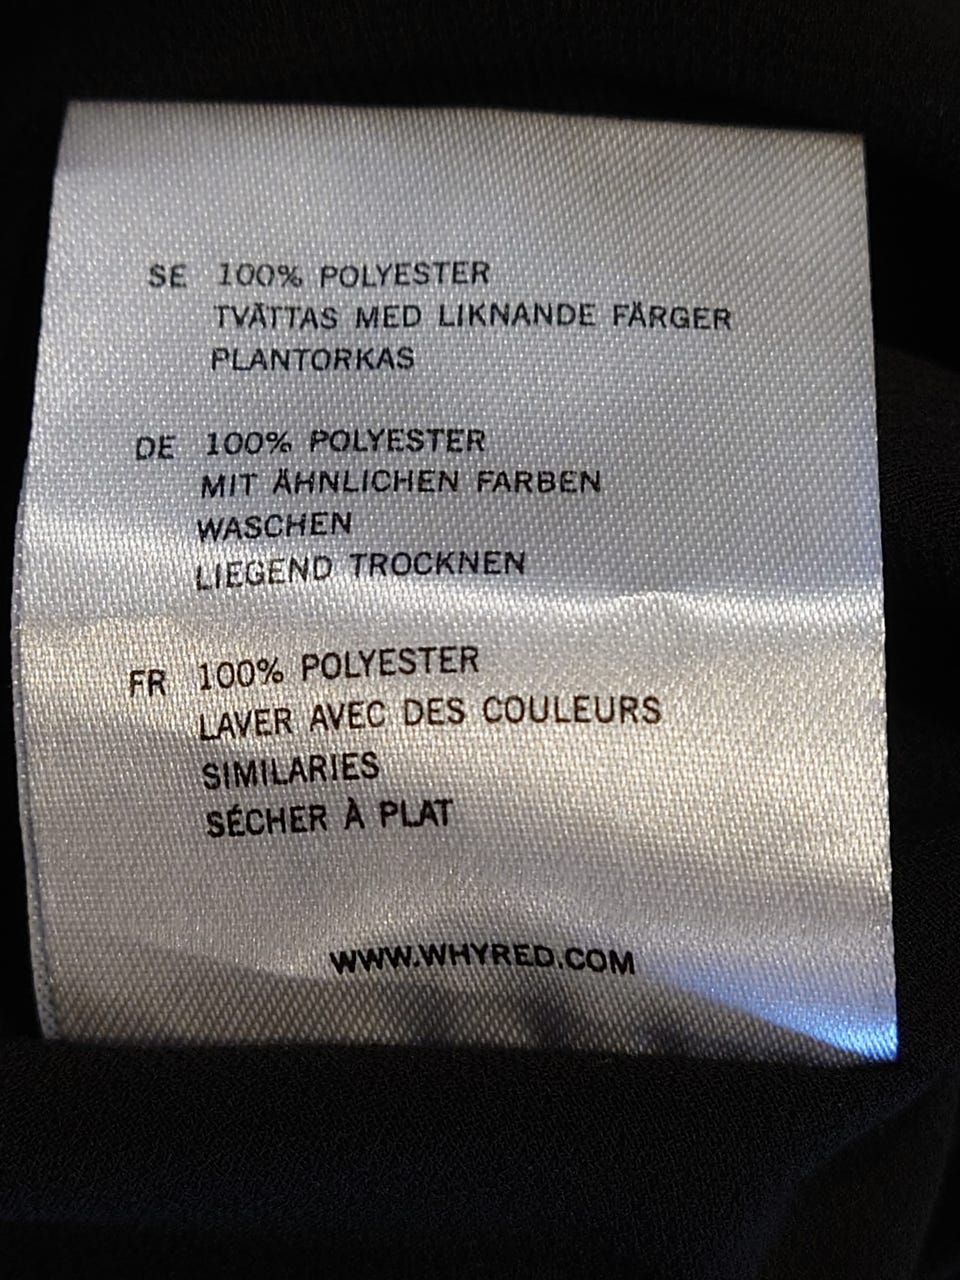 SE 100% POLYESTER
TVÄTTAS MED LIKNANDE FÄRGER
PLANTORKAS
DE 100% POLYESTER
MIT ÄHNLICHEN FARBEN
WASCHEN
LIEGEND TROCKNEN
FR 100% POLYESTER
LAVER AVEC DES COULEURS
SIMILARIES
SÉCHER À PLAT
WWW.WHYRED.COM